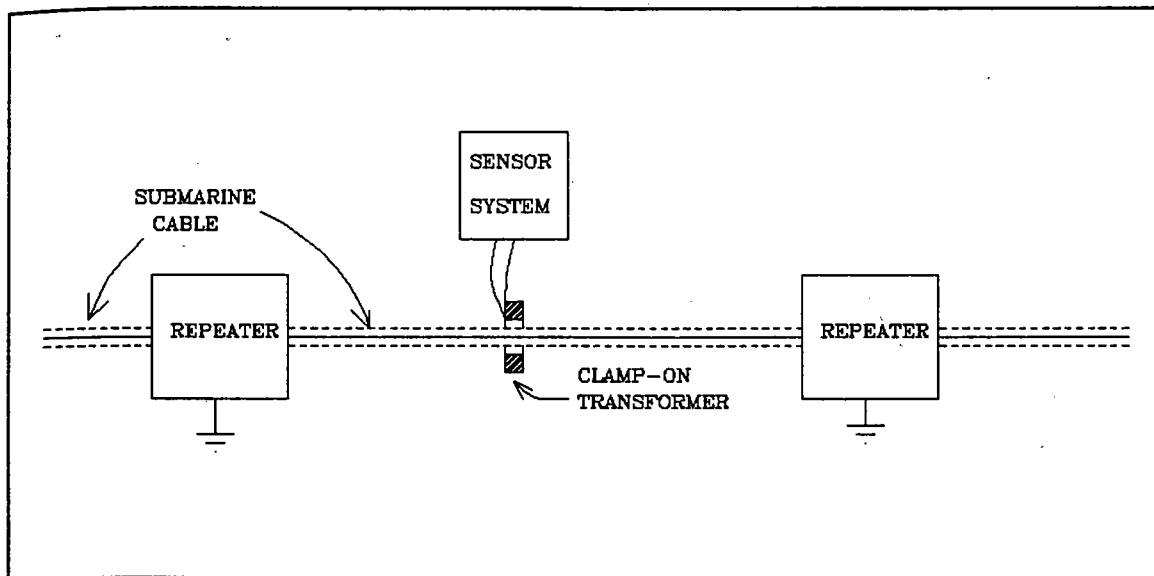 SENSOR
SYSTEM
SUBMARINE
CABLE
REPEATER
REPEATER
CLAMP-ON
TRANSFORMER